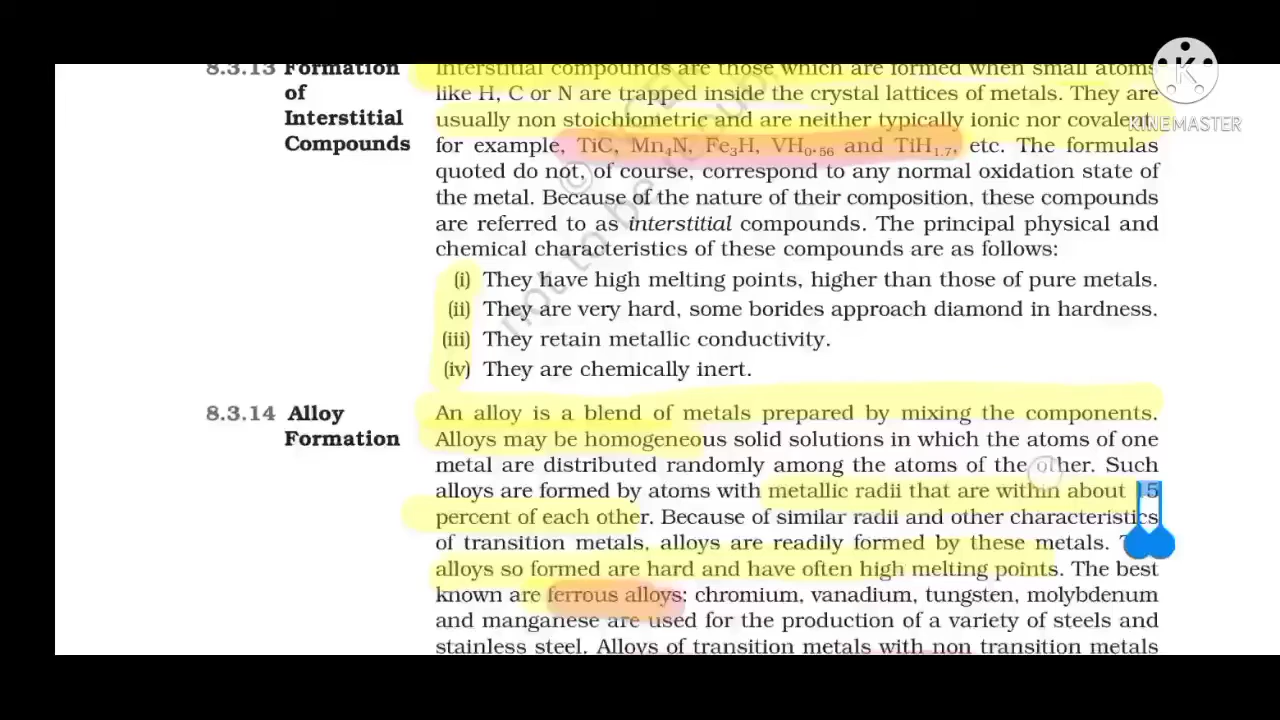 8.3.13 Formation of Interstitial Compounds
Interstitial compounds are those which are formed when small atoms
like H, C or N are trapped inside the crystal lattices of metals. They are
usually non stoichiometric and are neither typically ionic nor covalent,
for example, TiC, Mn₄N, Fe₃H, VH₀.₅₆ and TiH₁.₇, etc. The formulas
quoted do not, of course, correspond to any normal oxidation state of
the metal. Because of the nature of their composition, these compounds
are referred to as interstitial compounds. The principal physical and
chemical characteristics of these compounds are as follows:
(i) They have high melting points, higher than those of pure metals.
(ii) They are very hard, some borides approach diamond in hardness.
(iii) They retain metallic conductivity.
(iv) They are chemically inert.
8.3.14 Alloy Formation
An alloy is a blend of metals prepared by mixing the components.
Alloys may be homogeneous solid solutions in which the atoms of one
metal are distributed randomly among the atoms of the other. Such
alloys are formed by atoms with metallic radii that are within about 15
percent of each other. Because of similar radii and other characteristics
of transition metals, alloys are readily formed by these metals.
alloys so formed are hard and have often high melting points. The best
known are ferrous alloys: chromium, vanadium, tungsten, molybdenum
and manganese are used for the production of a variety of steels and
stainless steel. Alloys of transition metals with non transition metals
K
KINEMASTER
not to be